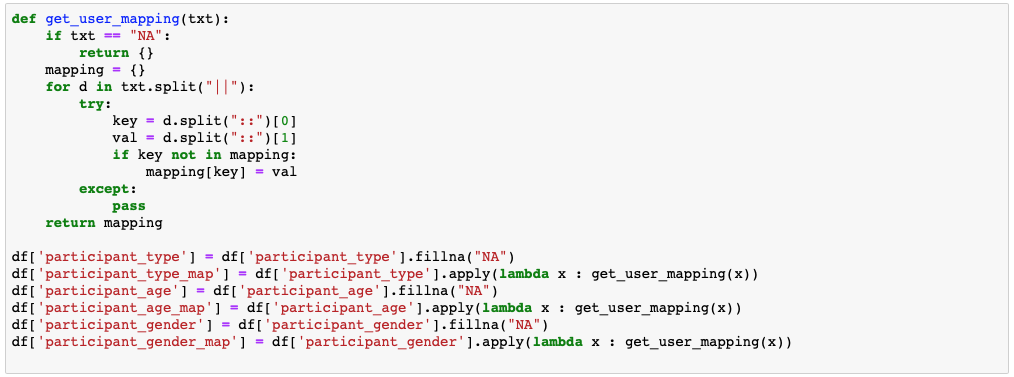 def get_user_mapping(txt):
    if txt == "NA":
        return {}
    mapping = {}
    for d in txt.split("||"):
        try:
            key = d.split("::")[0]
            val = d.split("::")[1]
            if key not in mapping:
                mapping[key] = val
        except:
            pass
    return mapping

df['participant_type'] = df['participant_type'].fillna("NA")
df['participant_type_map'] = df['participant_type'].apply(lambda x : get_user_mapping(x))
df['participant_age'] = df['participant_age'].fillna("NA")
df['participant_age_map'] = df['participant_age'].apply(lambda x : get_user_mapping(x))
df['participant_gender'] = df['participant_gender'].fillna("NA")
df['participant_gender_map'] = df['participant_gender'].apply(lambda x : get_user_mapping(x))